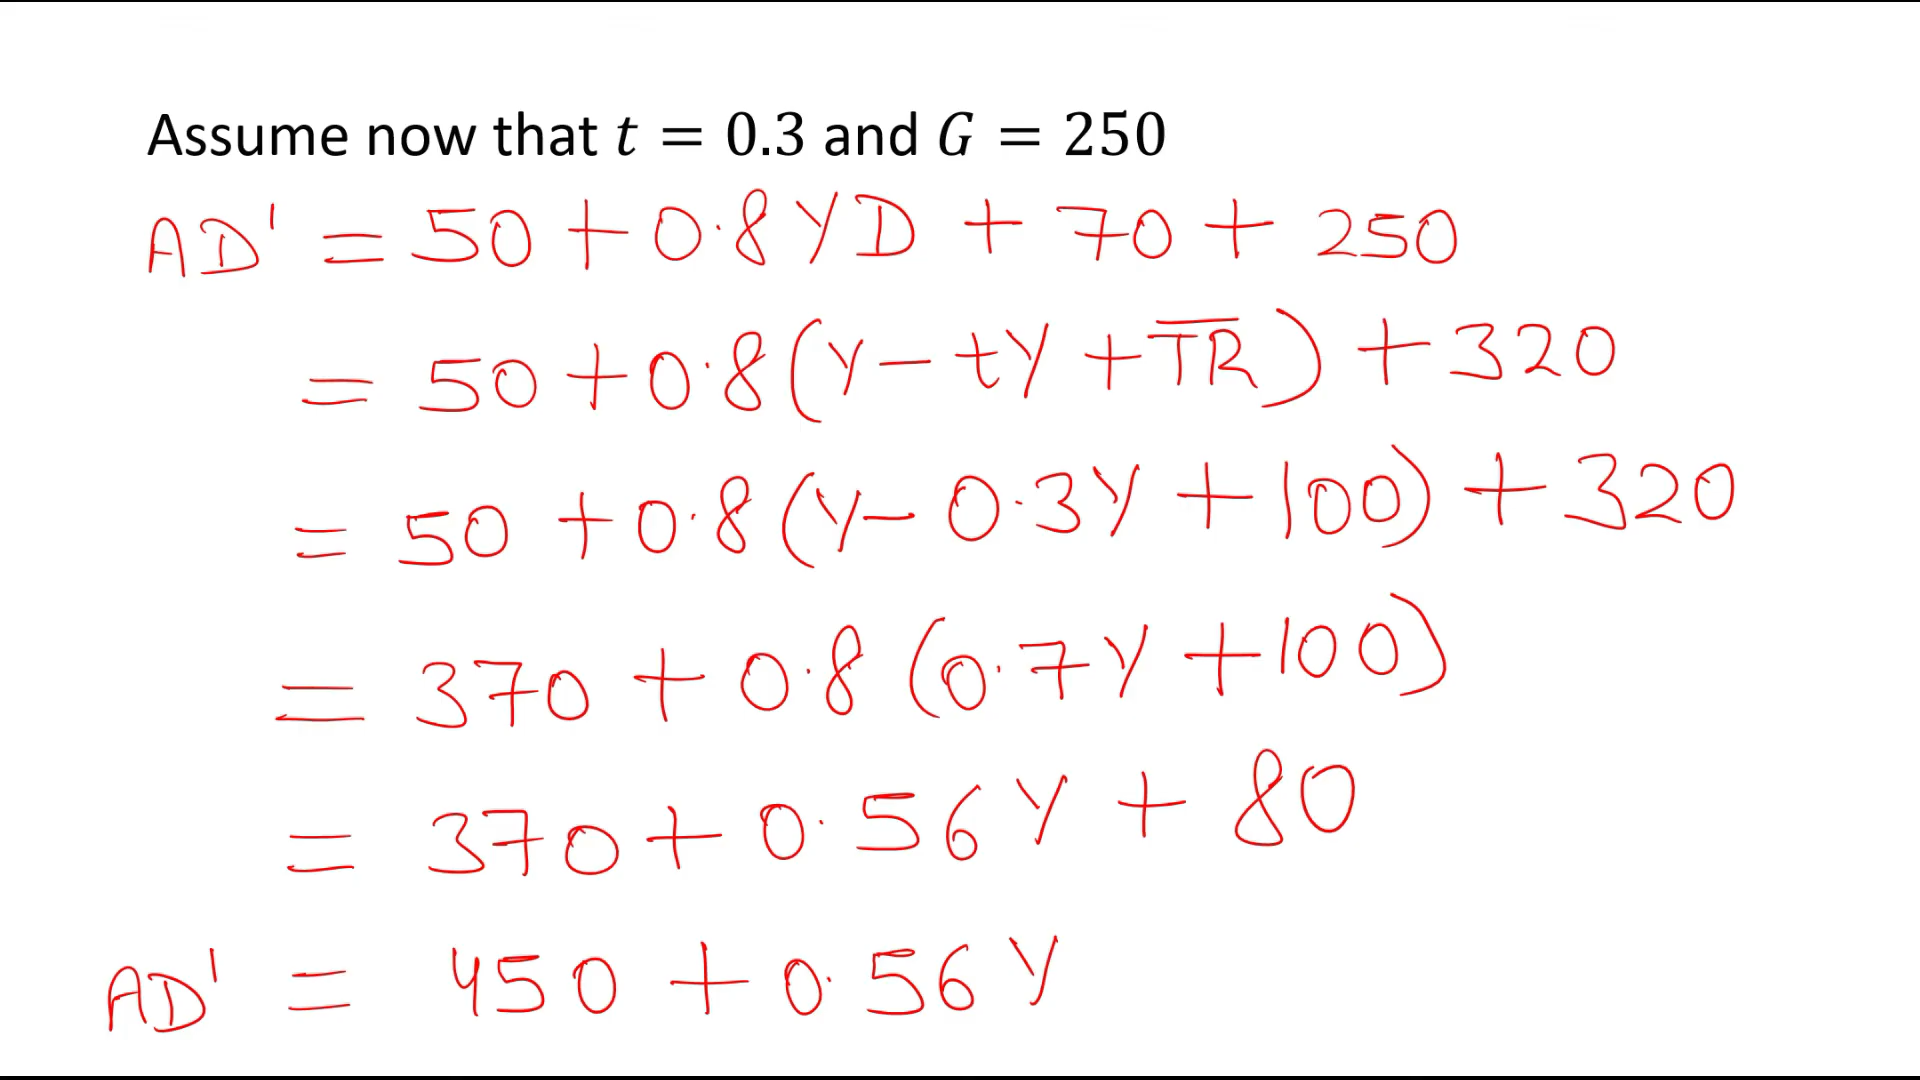 Assume now that t = 0.3 and G = 250
AD' = 50 + 0.8YD + 70 + 250
= 50 + 0.8(Y - tY + T̅R̅) + 320
= 50 + 0.8(Y - 0.3Y + 100) + 320
= 370 + 0.8(0.7Y + 100)
= 370 + 0.56Y + 80
AD' = 450 + 0.56Y